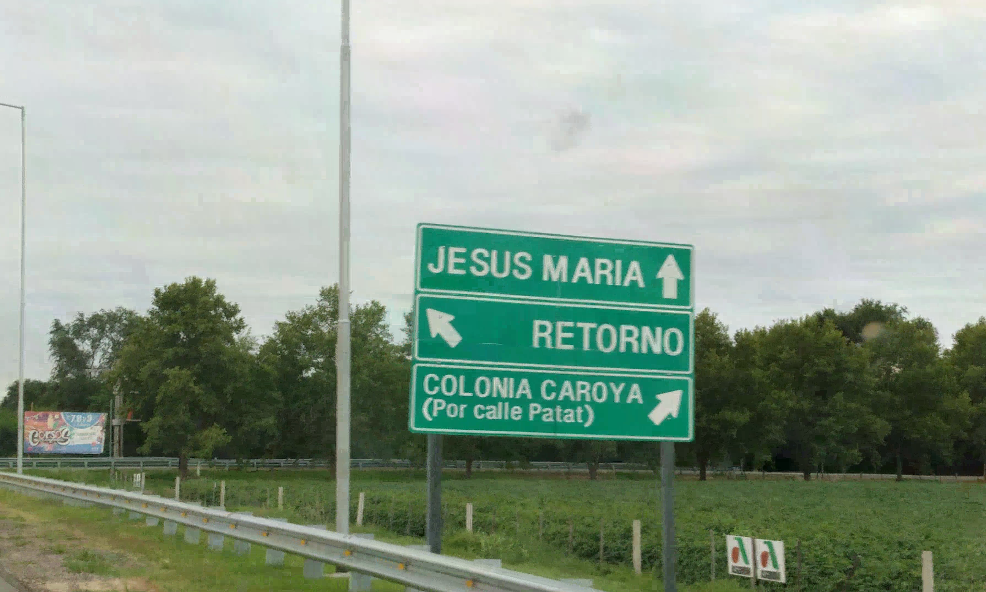 JESUS MARIA
RETORNO
COLONIA CAROYA
(Por calle Patat)